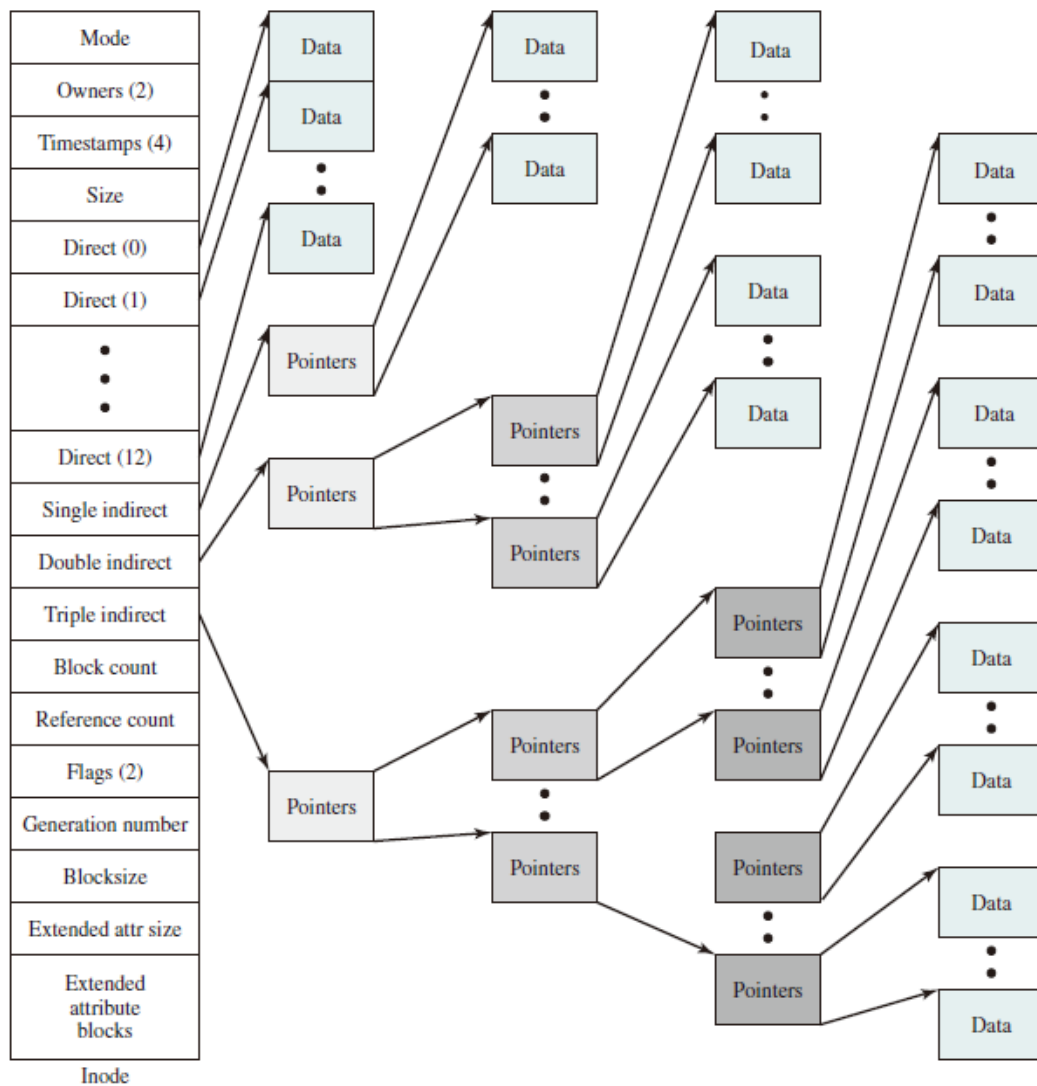 Mode
Owners (2)
Timestamps (4)
Size
Direct (0)
Direct (1)
Direct (12)
Single indirect
Double indirect
Triple indirect
Block count
Reference count
Flags (2)
Generation number
Blocksize
Extended attr size
Extended
attribute
blocks
Inode
Data
Data
Data
Pointers
Pointers
Pointers
Data
Data
Pointers
Pointers
Pointers
Pointers
Data
Data
Data
Data
Pointers
Pointers
Pointers
Pointers
Data
Data
Data
Data
Data
Data
Data
Data